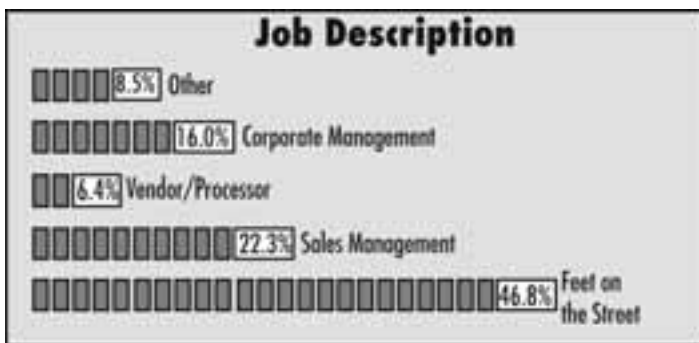 Job Description
8.5% Other
16.0% Corporate Management
6.4% Vendor/Processor
22.3% Sales Management
46.8% Feet on
the Street